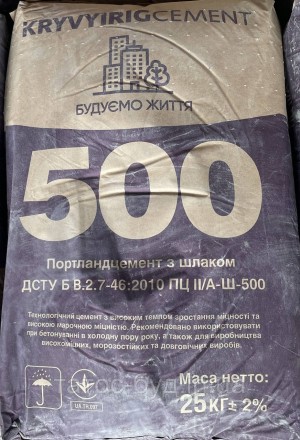 KRYVYIRIGCEMENT
БУДУЄМО ЖИТТЯ
500
Портландцемент з шлаком
ДСТУ Б В.2.7-46:2010 ПЦ II/А-Ш-500
Технологічний цемент з високим темпом зростання міцності та
високою марочною міцністю. Рекомендовано використовувати
при бетонуванні в холодну пору року, а також для виробництва
високоміцних, морозостійких та довговічних виробів.
Маса нетто:
25КГ± 2%